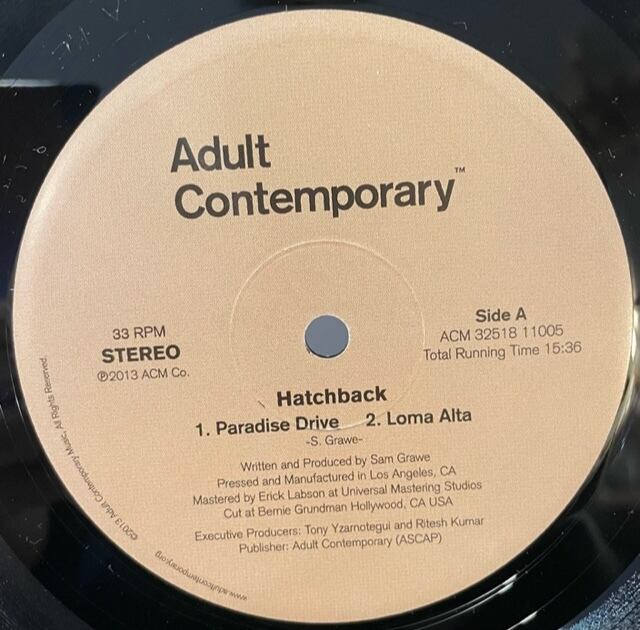 Adult
Contemporary™
33 RPM
STEREO
℗2013 ACM Co.
Side A
ACM 32518 11005
Total Running Time 15:36
Hatchback
1. Paradise Drive 2. Loma Alta
-S. Grawe-
Written and Produced by Sam Grawe
Pressed and Manufactured in Los Angeles, CA
Mastered by Erick Labson at Universal Mastering Studios
Cut at Bernie Grundman Hollywood, CA USA
Executive Producers: Tony Yzarnotegui and Ritesh Kumar
Publisher: Adult Contemporary (ASCAP)
©2013 Adult Contemporary Music. All Rights Rererved.
www.adultcontemporary.org